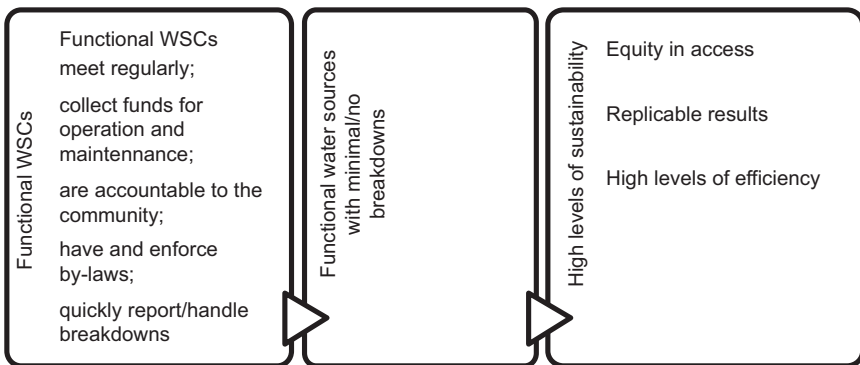 Functional WSCs
Functional WSCs
meet regularly;
collect funds for
operation and
maintennance;
are accountable to the
community;
have and enforce
by-laws;
quickly report/handle
breakdowns
Functional water sources
with minimal/no
breakdowns
High levels of sustainability
Equity in access
Replicable results
High levels of efficiency